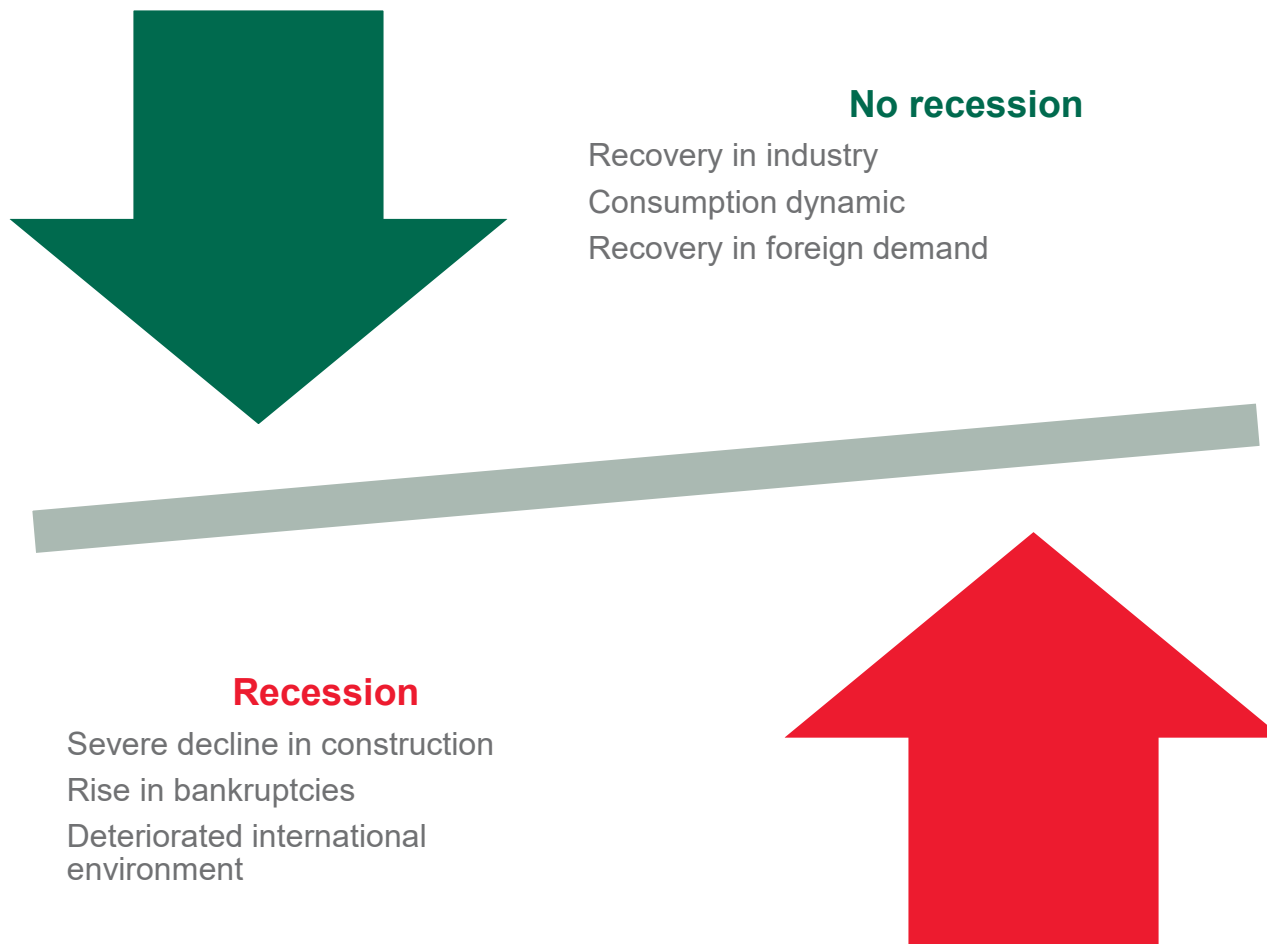 No recession
Recovery in industry
Consumption dynamic
Recovery in foreign demand
Recession
Severe decline in construction
Rise in bankruptcies
Deteriorated international
environment